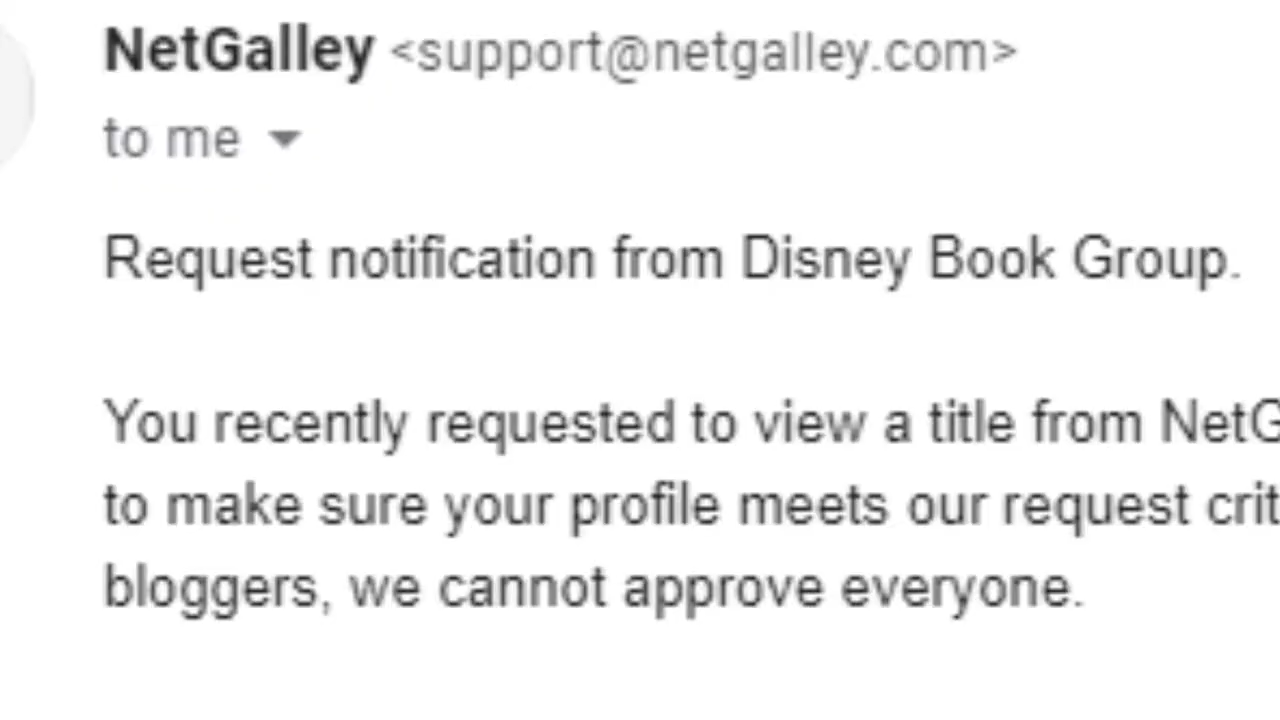 NetGalley <support@netgalley.com>
to me
Request notification from Disney Book Group.
You recently requested to view a title from
to make sure your profile meets our request
bloggers, we cannot approve everyone.